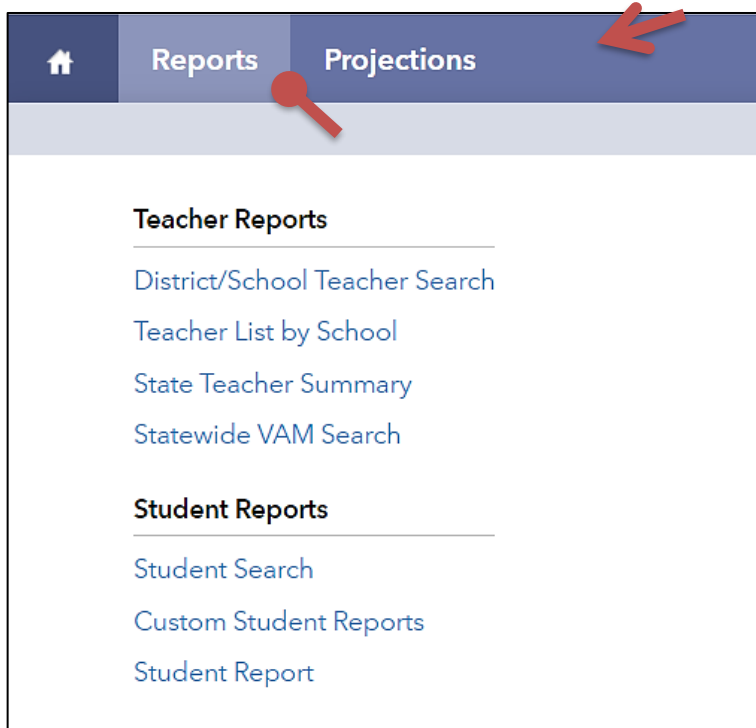 Reports Projections
Teacher Reports
District/School Teacher Search
Teacher List by School
State Teacher Summary
Statewide VAM Search
Student Reports
Student Search
Custom Student Reports
Student Report